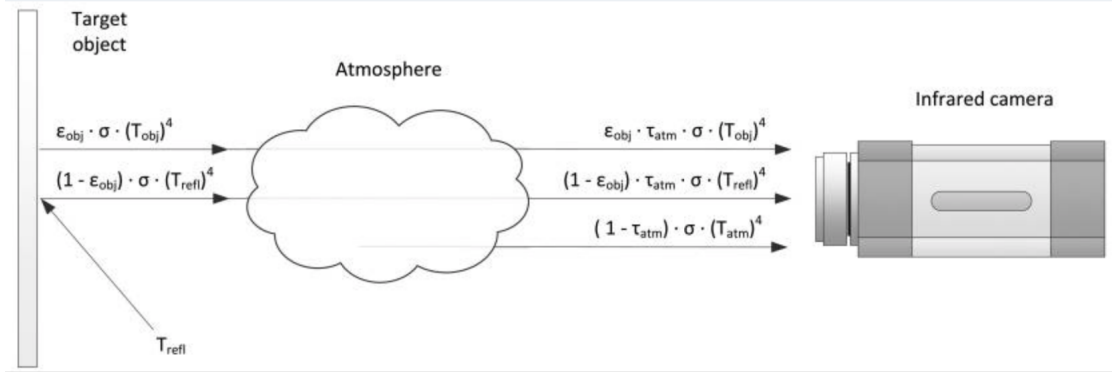 Target
object
Atmosphere
Infrared camera
εobj · σ · (Tobj)⁴
εobj · τatm · σ · (Tobj)⁴
(1 - εobj) · σ · (Trefl)⁴
(1 - εobj) · τatm · σ · (Trefl)⁴
( 1 - τatm) · σ · (Tatm)⁴
Trefl